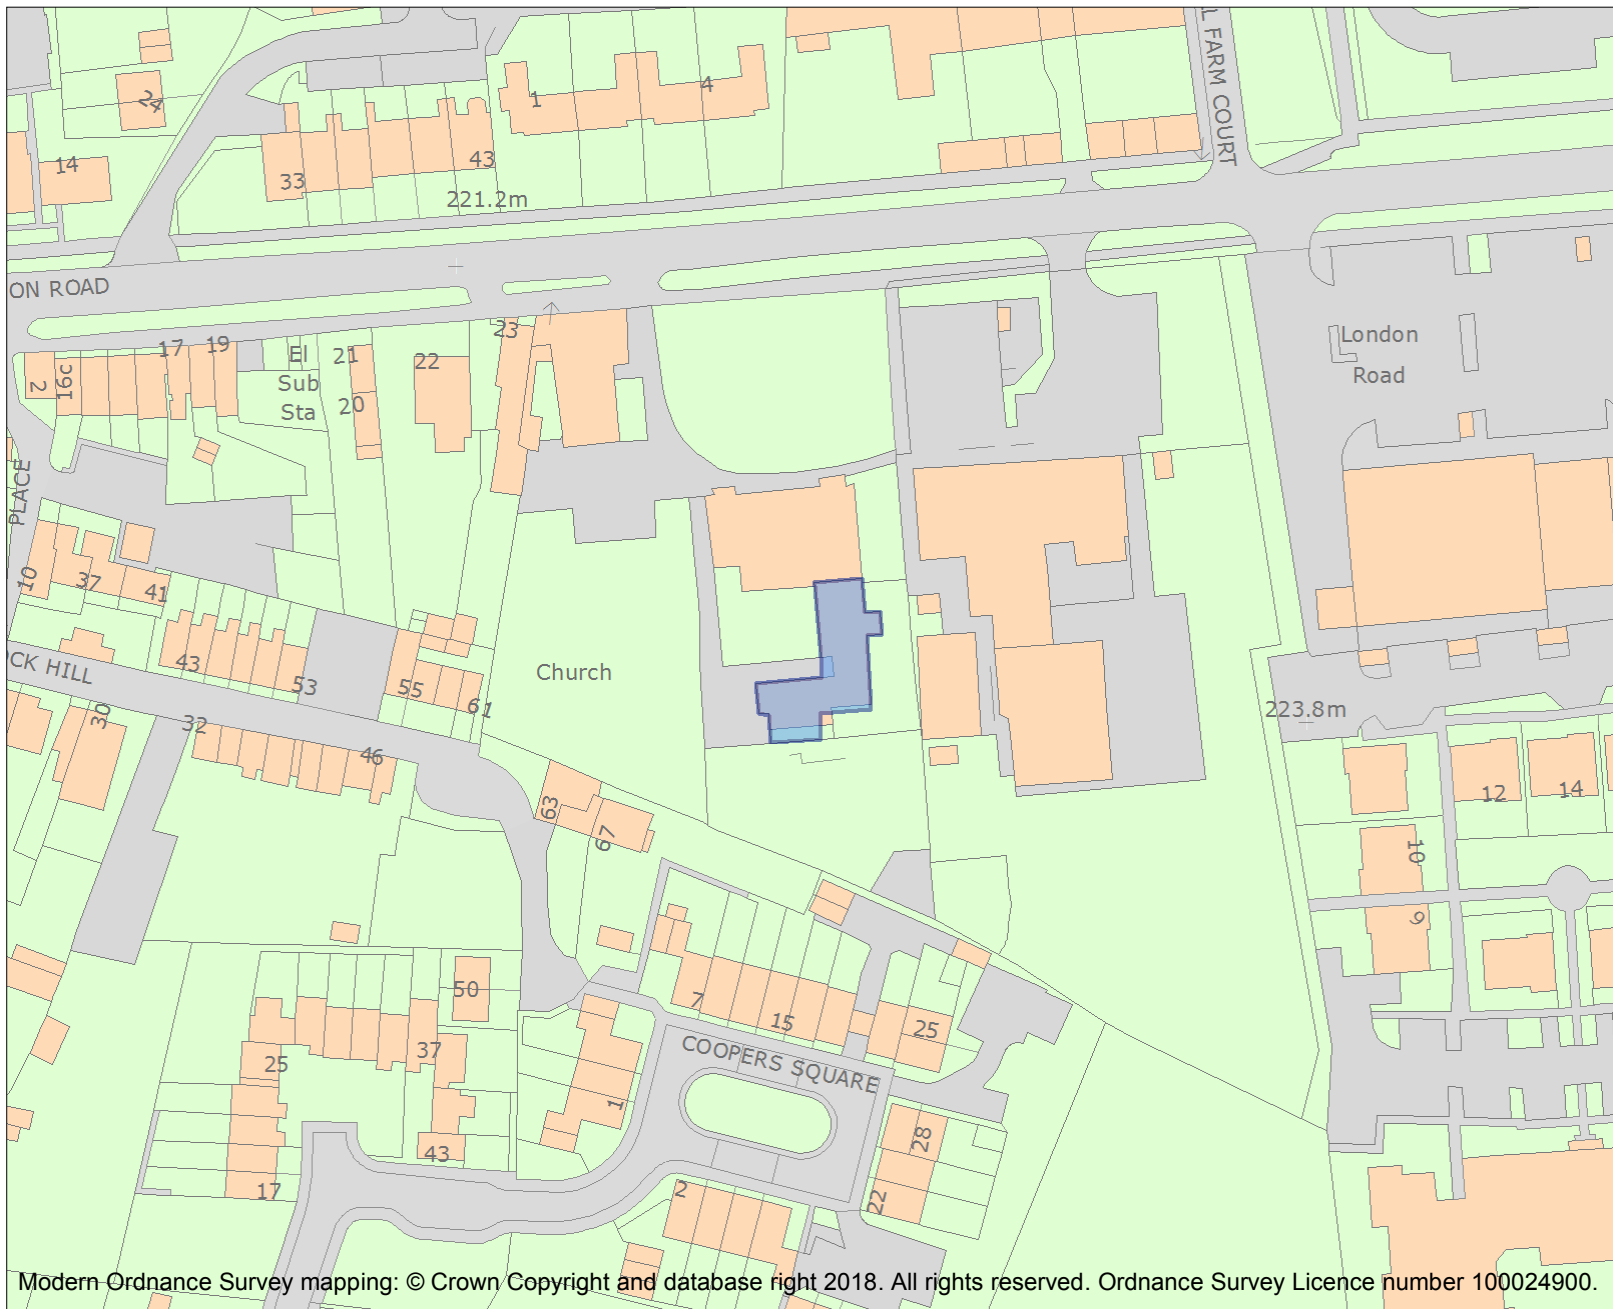 24
14
33
43
1
4
L FARM COURT
221.2m
ON ROAD
2
16c
17
19
El
Sub
Sta
21
20
22
23
London
Road
PLACE
10
37
41
OCK HILL
43
53
55
61
30
32
46
Church
63
67
223.8m
12
14
10
9
50
7
15
25
COOPERS SQUARE
37
25
1
43
17
28
22
2
Modern Ordnance Survey mapping: © Crown Copyright and database right 2018. All rights reserved. Ordnance Survey Licence number 100024900.